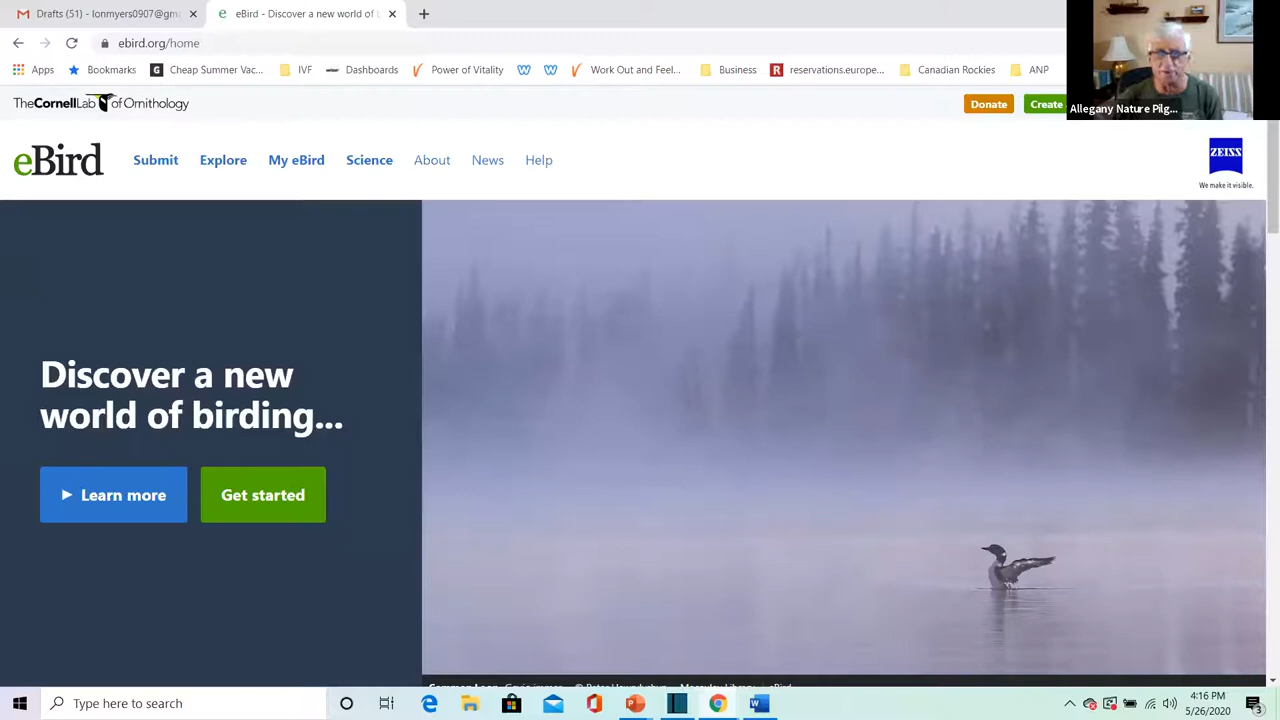 Drafts (51) - lonmyers0907@gm
eBird - Discover a new world of
ebird.org/home
Apps
Bookmarks
Cheap Summer Vac...
IVF
Dashboards
Power of Vitality
Work Out and Feel...
Business
reservations.europe...
Canadian Rockies
ANP
Allegany Nature Pilg...
TheCornellLab of Ornithology
Donate
Create
eBird
Submit
Explore
My eBird
Science
About
News
Help
ZEISS
We make it visible.
Discover a new
world of birding...
Learn more
Get started
Type here to search
4:16 PM
5/26/2020
3